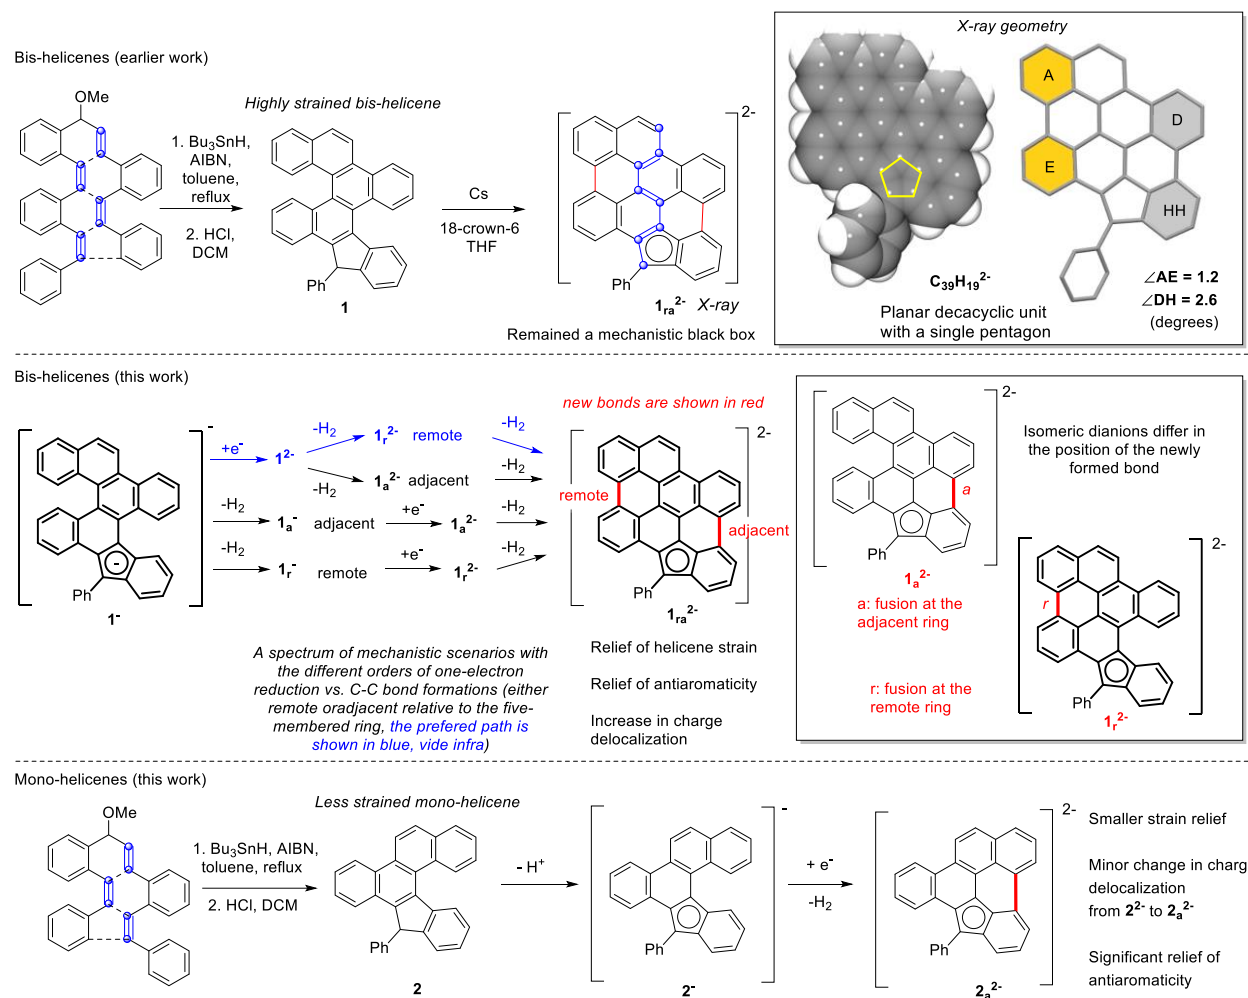 Bis-helicenes (earlier work)
OMe
1. Bu3SnH,
AIBN,
toluene,
reflux
2. HCl,
DCM
Highly strained bis-helicene
Ph
1
Cs
18-crown-6
THF
2-
Ph
1ra2- X-ray
Remained a mechanistic black box
X-ray geometry
A
D
E
HH
C39H192-
Planar decacyclic unit
with a single pentagon
∠AE = 1.2
∠DH = 2.6
(degrees)
Bis-helicenes (this work)
-
-
Ph
1-
+e-
12-
-H2
1r2- remote
-H2
-H2
1a2- adjacent
-H2
-H2
1a- adjacent
+e-
1a2-
-H2
-H2
1r- remote
+e-
1r2-
-H2
new bonds are shown in red
2-
remote
adjacent
Ph
1ra2-
A spectrum of mechanistic scenarios with
the different orders of one-electron
reduction vs. C-C bond formations (either
remote oradjacent relative to the five-
membered ring, the prefered path is
shown in blue, vide infra)
Relief of helicene strain
Relief of antiaromaticity
Increase in charge
delocalization
2-
a
Ph
1a2-
a: fusion at the
adjacent ring
Isomeric dianions differ in
the position of the newly
formed bond
2-
r
Ph
1r2-
r: fusion at the
remote ring
Mono-helicenes (this work)
OMe
1. Bu3SnH, AIBN,
toluene, reflux
2. HCl, DCM
Less strained mono-helicene
Ph
2
- H+
-
Ph
2-
+ e-
-H2
2-
Ph
2a2-
Smaller strain relief
Minor change in charg
delocalization
from 22- to 2a2-
Significant relief of
antiaromaticity